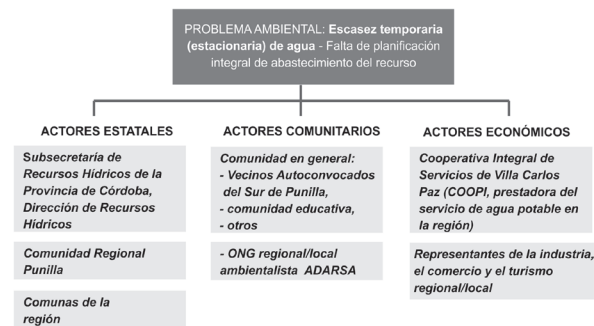 PROBLEMA AMBIENTAL: Escasez temporaria
(estacionaria) de agua - Falta de planificación
integral de abastecimiento del recurso
ACTORES ESTATALES
Subsecretaría de
Recursos Hídricos de la
Provincia de Córdoba,
Dirección de Recursos
Hídricos
Comunidad Regional
Punilla
Comunas de la
región
ACTORES COMUNITARIOS
Comunidad en general:
- Vecinos Autoconvocados
del Sur de Punilla,
- comunidad educativa,
- otros
- ONG regional/local
ambientalista ADARSA
ACTORES ECONÓMICOS
Cooperativa Integral de
Servicios de Villa Carlos
Paz (COOPI, prestadora del
servicio de agua potable en
la región)
Representantes de la industria,
el comercio y el turismo
regional/local